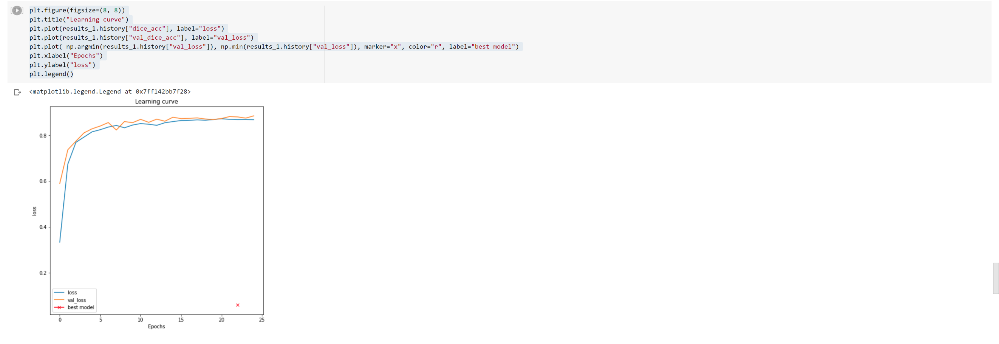 plt.figure(figsize=(8, 8))
plt.title("Learning curve")
plt.plot(results_1.history["dice_acc"], label="loss")
plt.plot(results_1.history["val_dice_acc"], label="val_loss")
plt.plot( np.argmin(results_1.history["val_loss"]), np.min(results_1.history["val_loss"]), marker="x", color="r", label="best model")
plt.xlabel("Epochs")
plt.ylabel("loss")
plt.legend()
<matplotlib.legend.Legend at 0x7ff142bb7f28>
Learning curve
0.8
0.6
loss
0.4
0.2
loss
val_loss
best model
0 5 10 15 20 25
Epochs